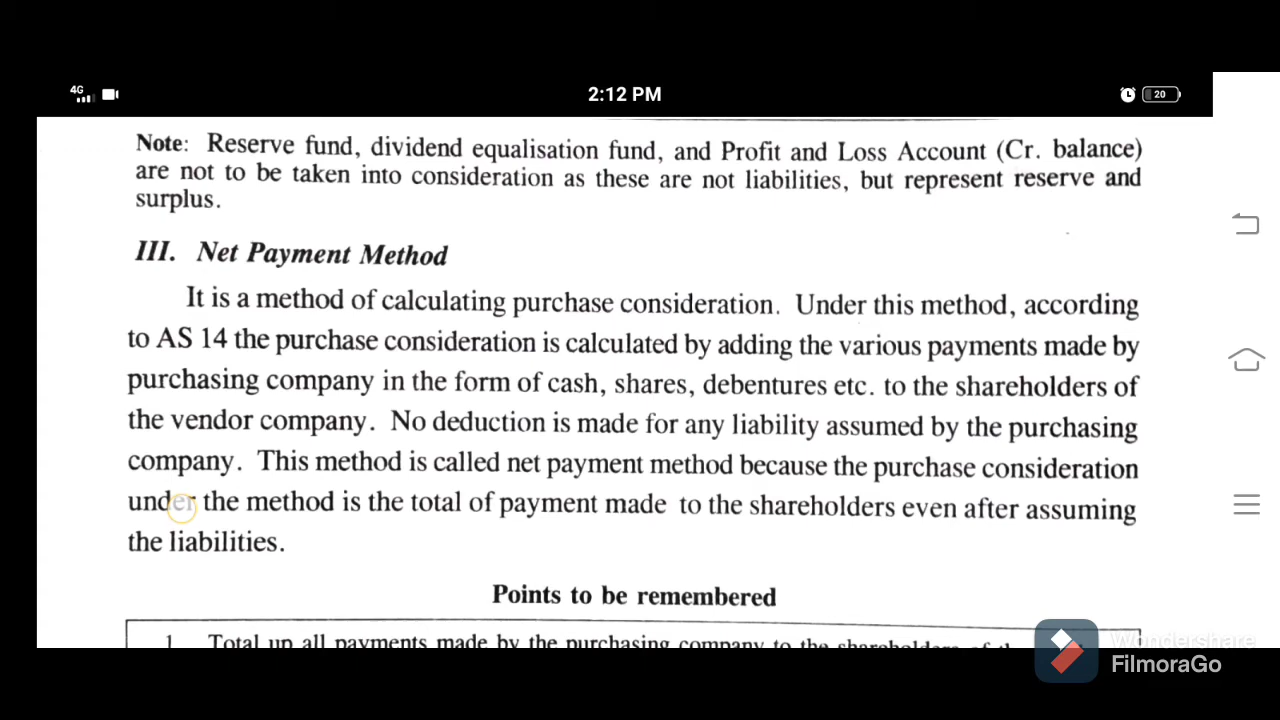 4G
2:12 PM
20
Note: Reserve fund, dividend equalisation fund, and Profit and Loss Account (Cr. balance)
are not to be taken into consideration as these are not liabilities, but represent reserve and
surplus.
III. Net Payment Method
It is a method of calculating purchase consideration. Under this method, according
to AS 14 the purchase consideration is calculated by adding the various payments made by
purchasing company in the form of cash, shares, debentures etc. to the shareholders of
the vendor company. No deduction is made for any liability assumed by the purchasing
company. This method is called net payment method because the purchase consideration
under the method is the total of payment made to the shareholders even after assuming
the liabilities.
Points to be remembered
1. Total up all payments made by the purchasing company to the shareholders of
Wondershare
FilmoraGo